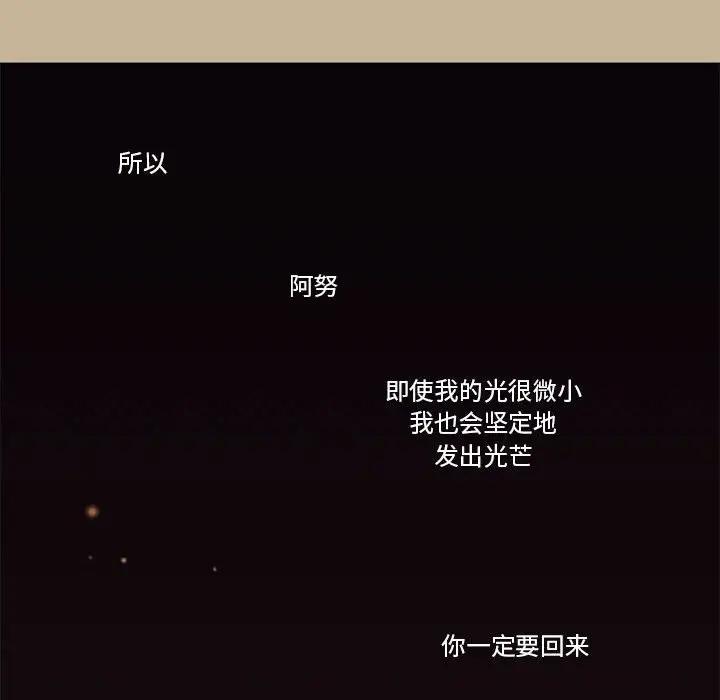 所以
阿努
即使我的光很微小
我也会坚定地
发出光芒
你一定要回来